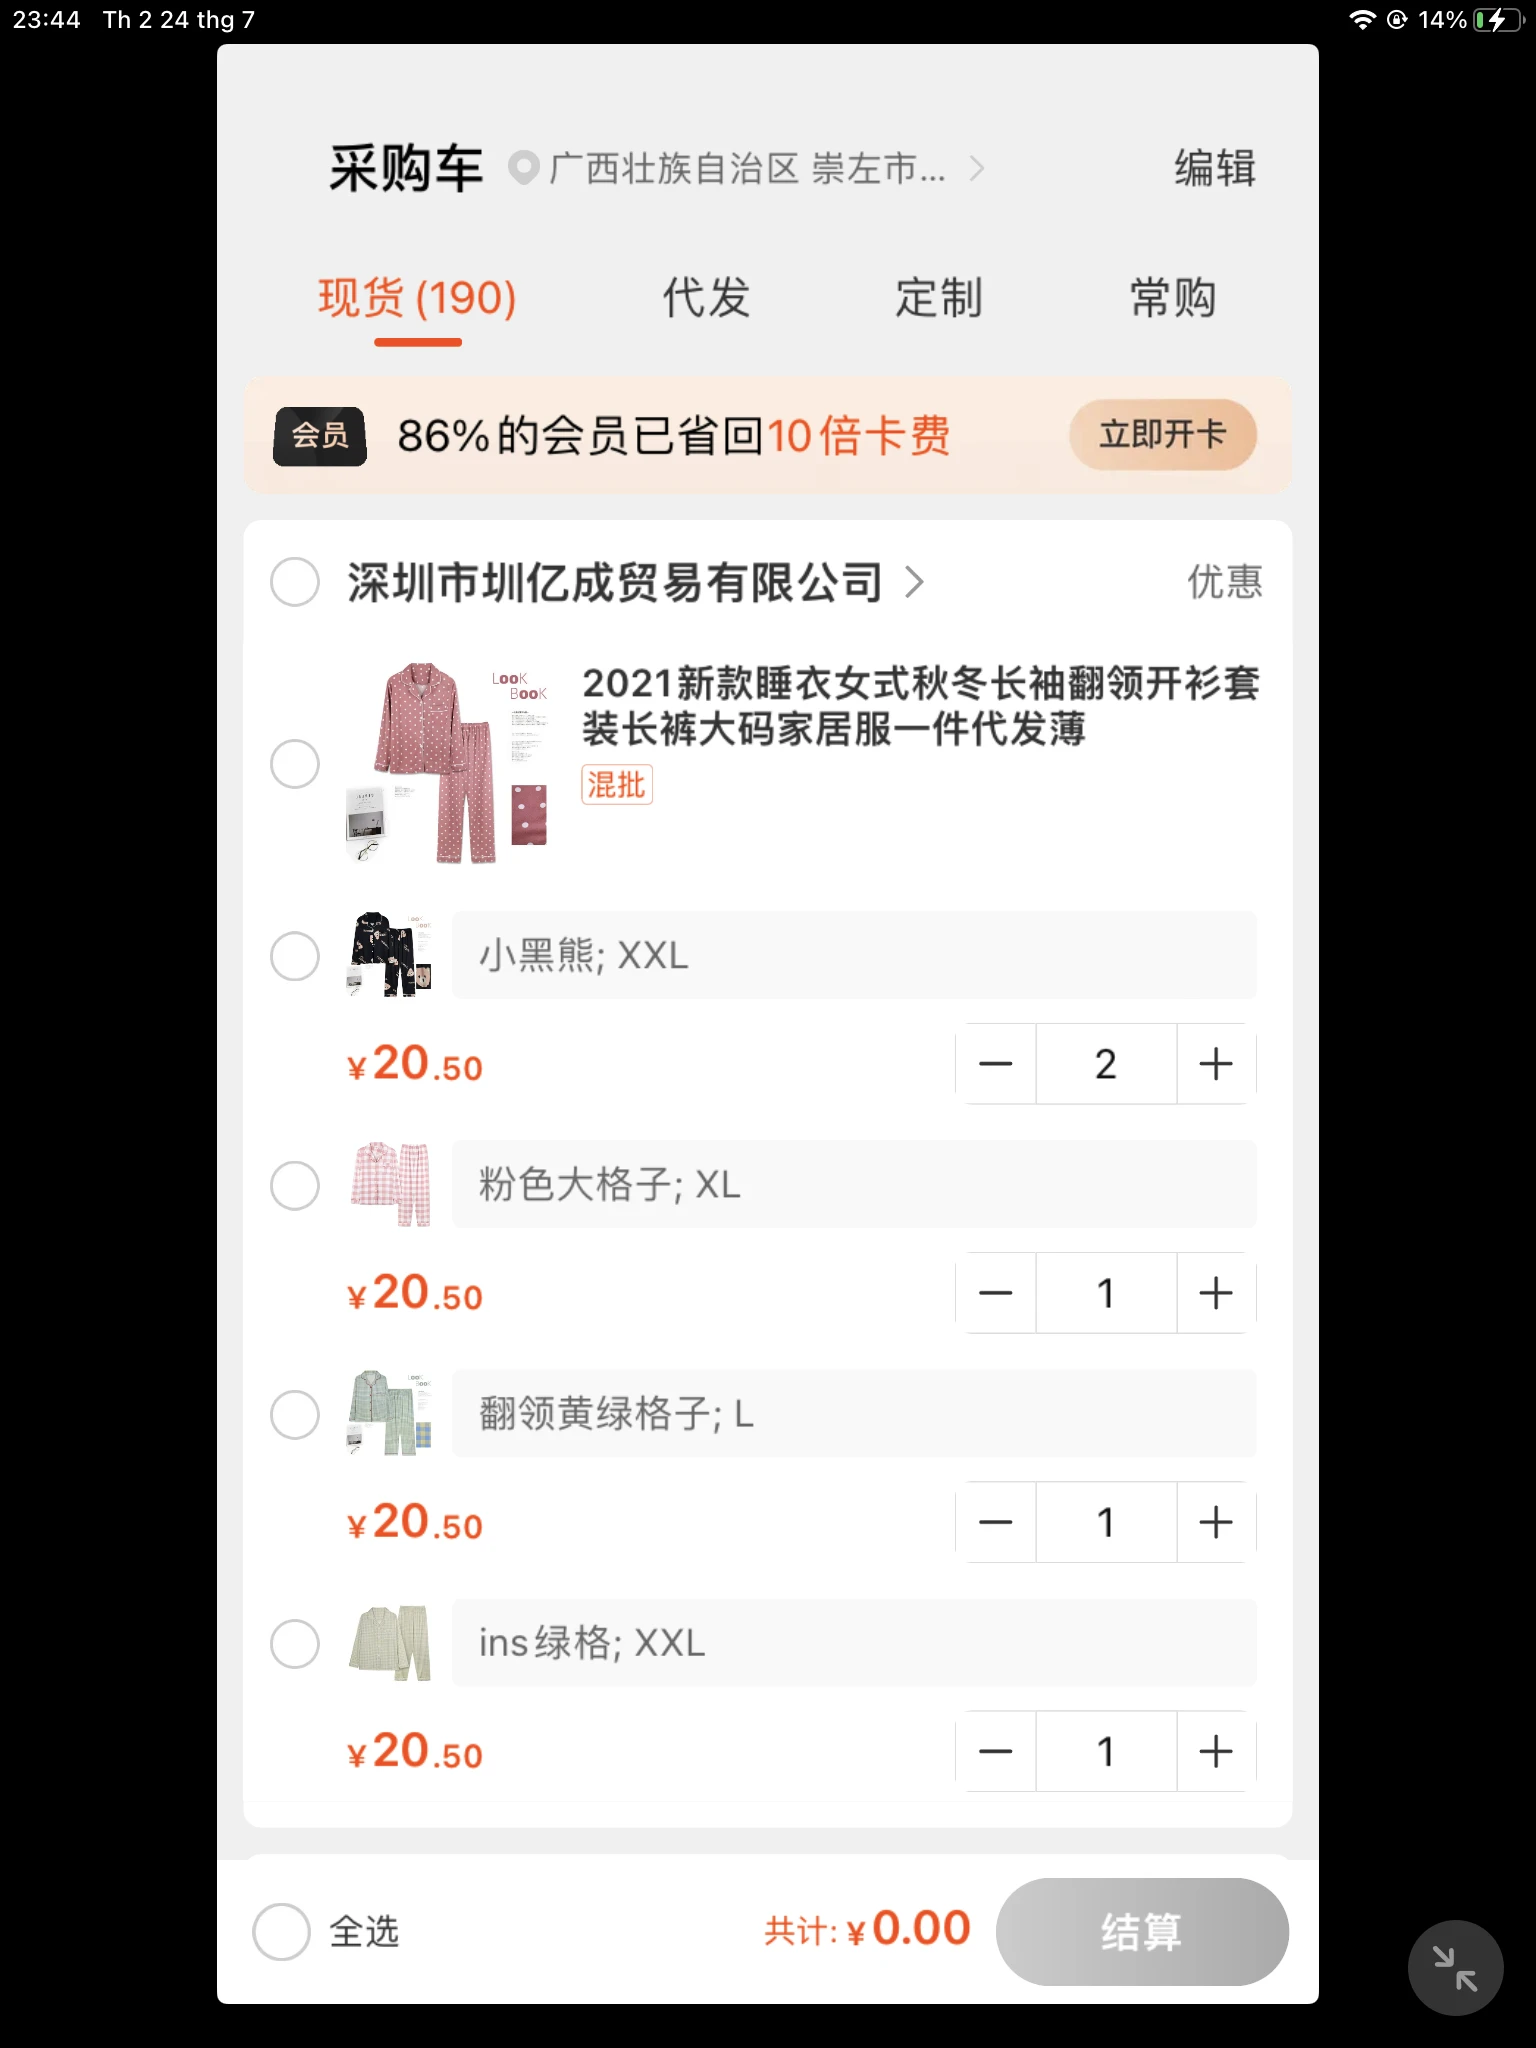 23:44 Th 2 24 thg 7
14%
采购车 广西壮族自治区 崇左市... 编辑
现货 (190) 代发 定制 常购
会员 86%的会员已省回10倍卡费 立即开卡
深圳市圳亿成贸易有限公司 优惠
LooK
BooK
2021新款睡衣女式秋冬长袖翻领开衫套
装长裤大码家居服一件代发薄
混批
小黑熊; XXL
¥20.50 2
粉色大格子; XL
¥20.50 1
翻领黄绿格子; L
¥20.50 1
ins绿格; XXL
¥20.50 1
全选 共计: ¥0.00 结算